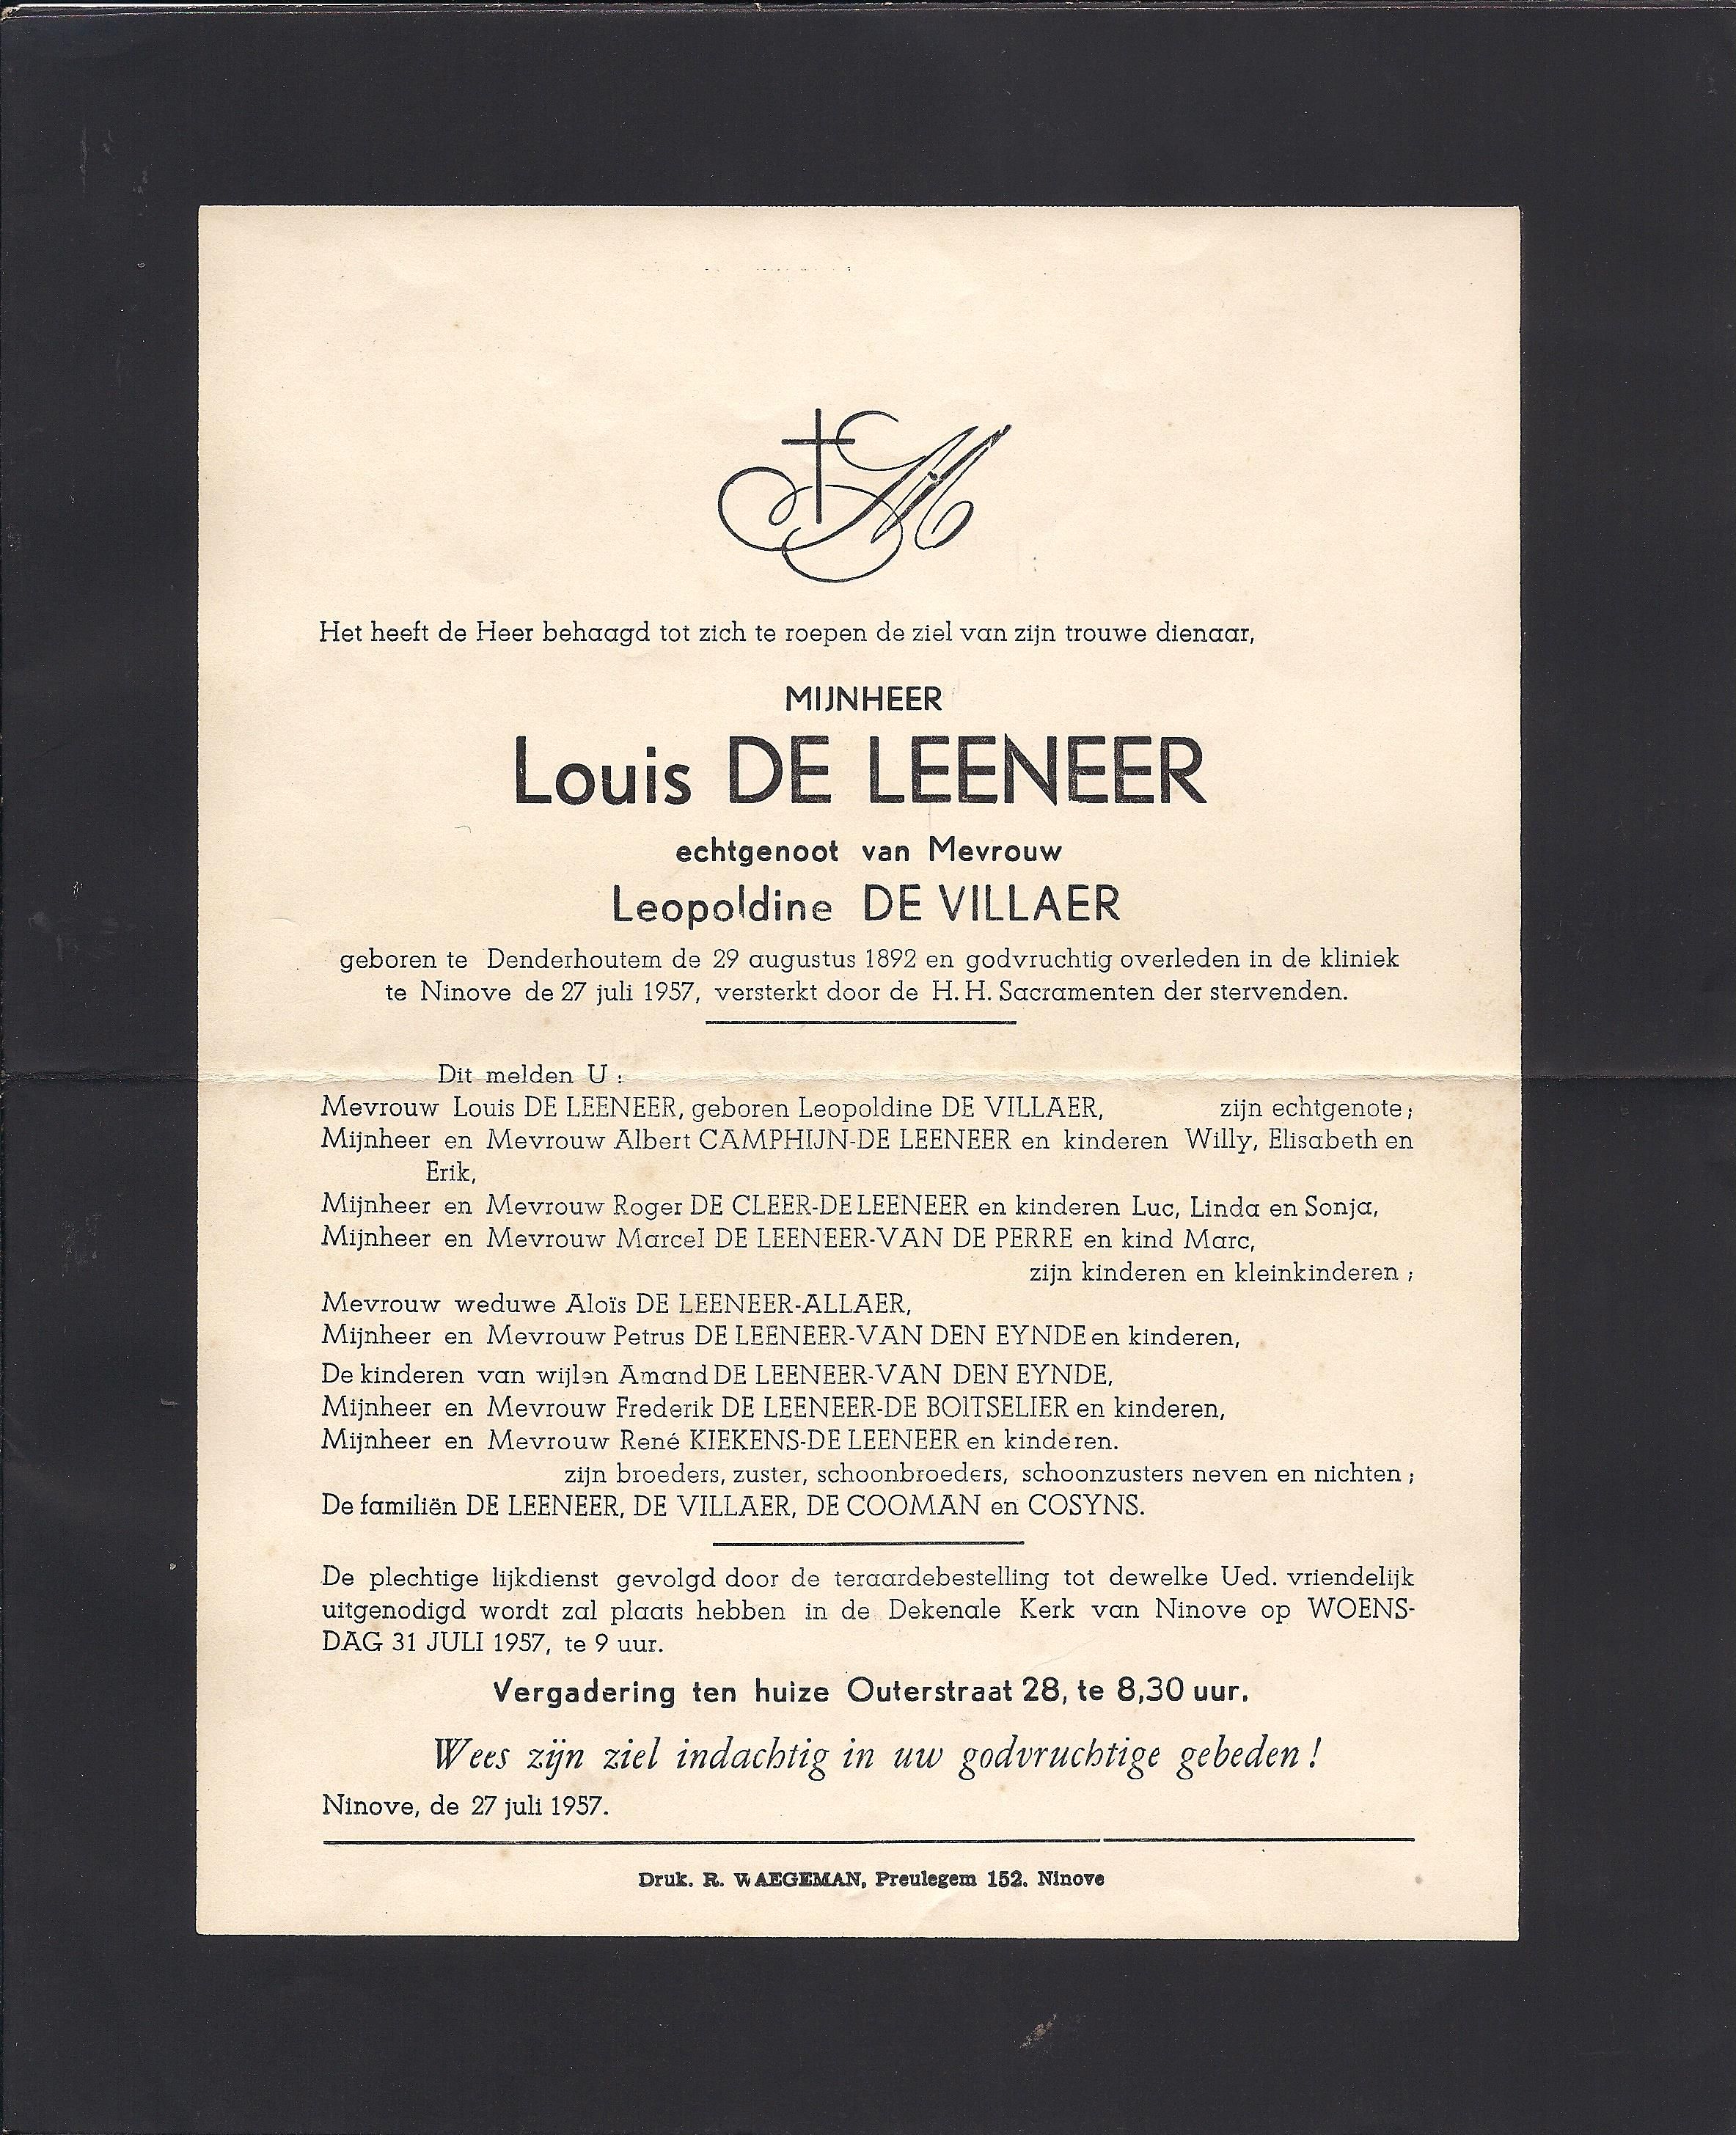 M
Het heeft de Heer behaagd tot zich te roepen de ziel van zijn trouwe dienaar,
MIJNHEER
Louis DE LEENEER
echtgenoot van Mevrouw
Leopoldine DE VILLAER
geboren te Denderhoutem de 29 augustus 1892 en godvruchtig overleden in de kliniek
te Ninove de 27 juli 1957, versterkt door de H. H. Sacramenten der stervenden.
Dit melden U :
Mevrouw Louis DE LEENEER, geboren Leopoldine DE VILLAER, zijn echtgenote ;
Mijnheer en Mevrouw Albert CAMPHIJN-DE LEENEER en kinderen Willy, Elisabeth en
Erik,
Mijnheer en Mevrouw Roger DE CLEER-DE LEENEER en kinderen Luc, Linda en Sonja,
Mijnheer en Mevrouw Marcel DE LEENEER-VAN DE PERRE en kind Marc,
zijn kinderen en kleinkinderen ;
Mevrouw weduwe Aloïs DE LEENEER-ALLAER,
Mijnheer en Mevrouw Petrus DE LEENEER-VAN DEN EYNDE en kinderen,
De kinderen van wijlen Amand DE LEENEER-VAN DEN EYNDE,
Mijnheer en Mevrouw Frederik DE LEENEER-DE BOITSELIER en kinderen,
Mijnheer en Mevrouw René KIEKENS-DE LEENEER en kinderen.
zijn broeders, zuster, schoonbroeders, schoonzusters neven en nichten ;
De familiën DE LEENEER, DE VILLAER, DE COOMAN en COSYNS.
De plechtige lijkdienst gevolgd door de teraardebestelling tot dewelke Ued. vriendelijk
uitgenodigd wordt zal plaats hebben in de Dekenale Kerk van Ninove op WOENS-
DAG 31 JULI 1957, te 9 uur.
Vergadering ten huize Outerstraat 28, te 8,30 uur.
Wees zijn ziel indachtig in uw godvruchtige gebeden !
Ninove, de 27 juli 1957.
Druk. R. WAEGEMAN, Preulegem 152. Ninove